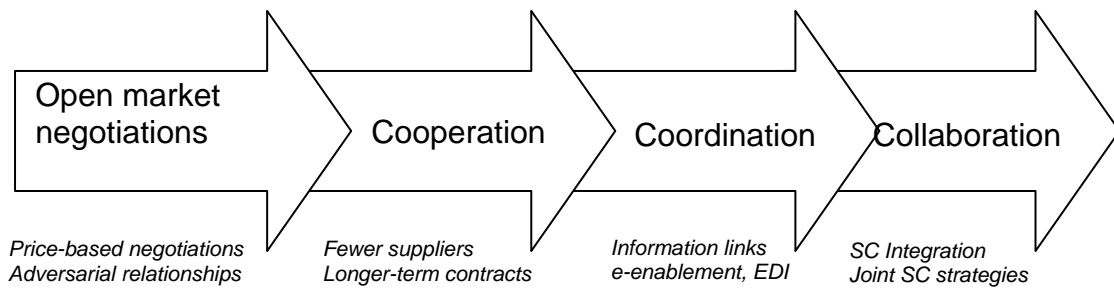 Open market
negotiations
Cooperation
Coordination
Collaboration
Price-based negotiations
Adversarial relationships
Fewer suppliers
Longer-term contracts
Information links
e-enablement, EDI
SC Integration
Joint SC strategies